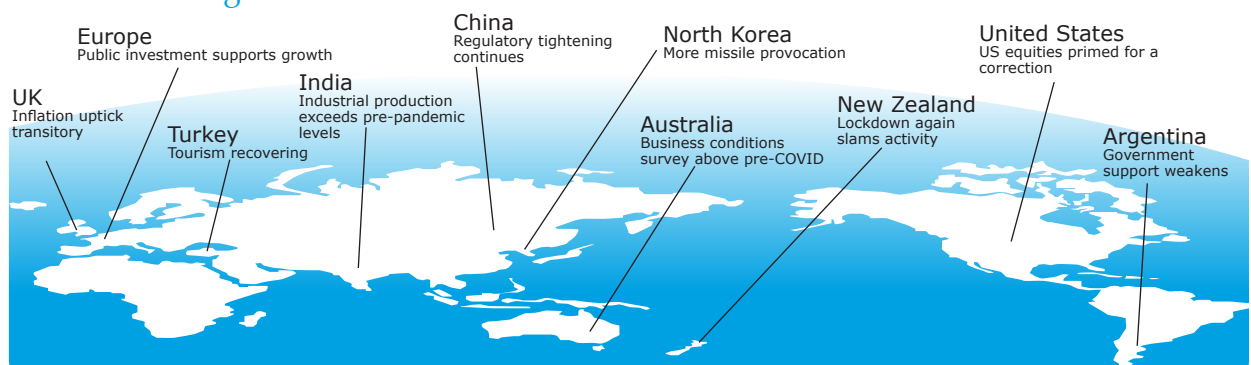 Europe
Public investment supports growth
UK
Inflation uptick
transitory
Turkey
Tourism recovering
India
Industrial production
exceeds pre-pandemic
levels
China
Regulatory tightening
continues
North Korea
More missile provocation
Australia
Business conditions
survey above pre-COVID
New Zealand
Lockdown again
slams activity
United States
US equities primed for a
correction
Argentina
Government
support weakens